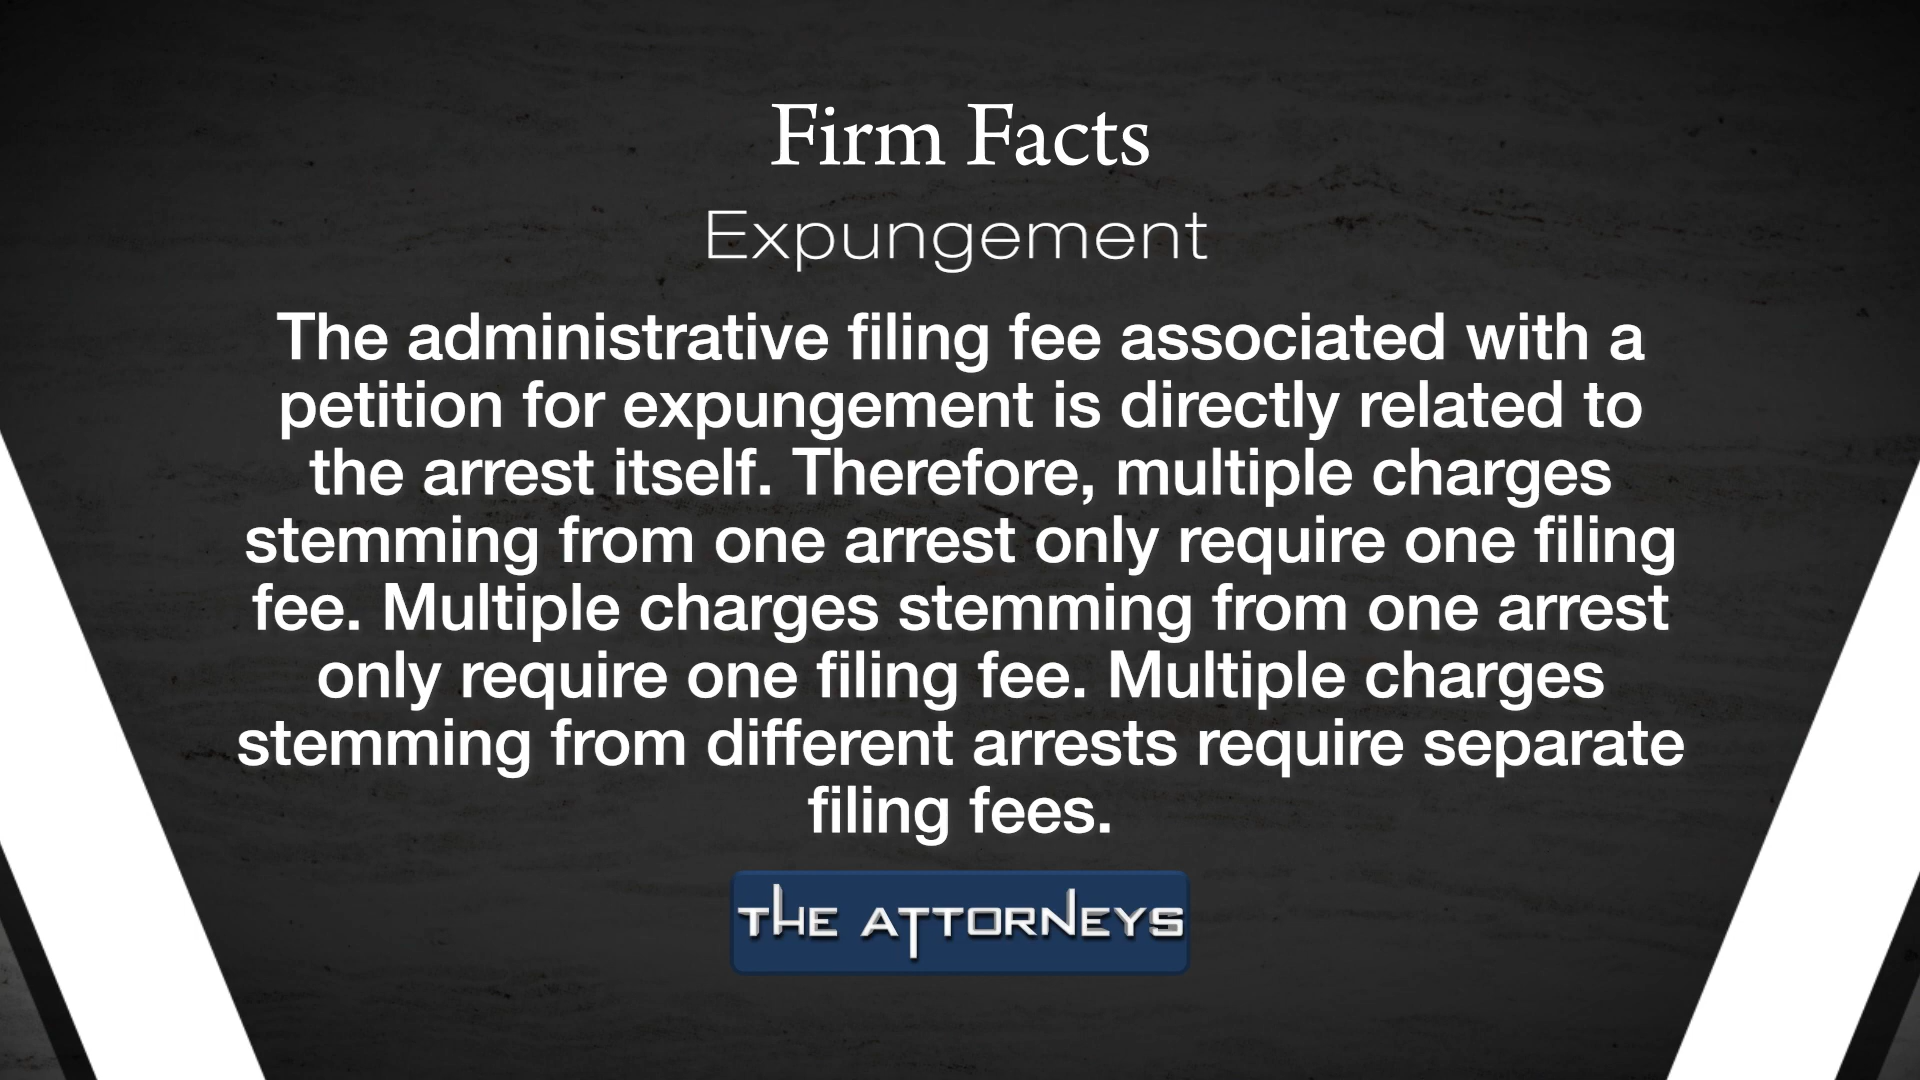 Firm Facts
Expungement
The administrative filing fee associated with a
petition for expungement is directly related to
the arrest itself. Therefore, multiple charges
stemming from one arrest only require one filing
fee. Multiple charges stemming from one arrest
only require one filing fee. Multiple charges
stemming from different arrests require separate
filing fees.
THE ATTORNEYS